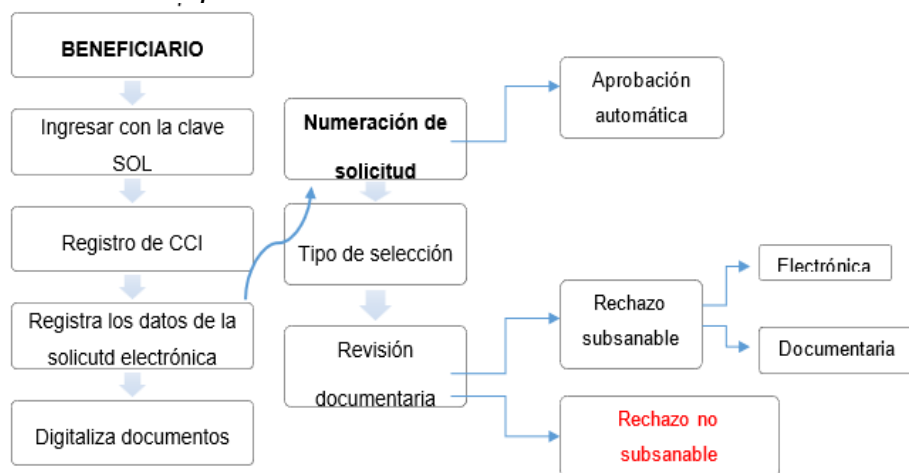 BENEFICIARIO
Ingresar con la clave
SOL
Registro de CCI
Registra los datos de la
solicutd electrónica
Digitaliza documentos
Numeración de
solicitud
Tipo de selección
Revisión
documentaria
Aprobación
automática
Rechazo
subsanable
Electrónica
Documentaria
Rechazo no
subsanable